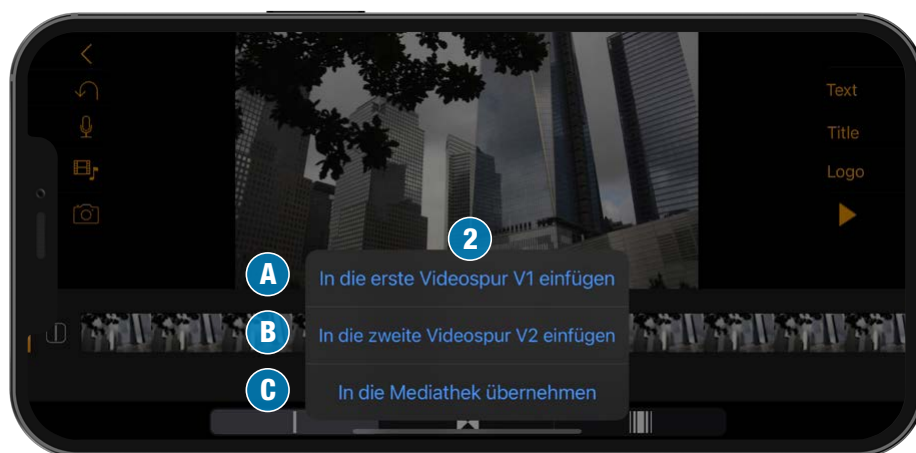 Text
Title
Logo
2
A
In die erste Videospur V1 einfügen
B
In die zweite Videospur V2 einfügen
C
In die Mediathek übernehmen